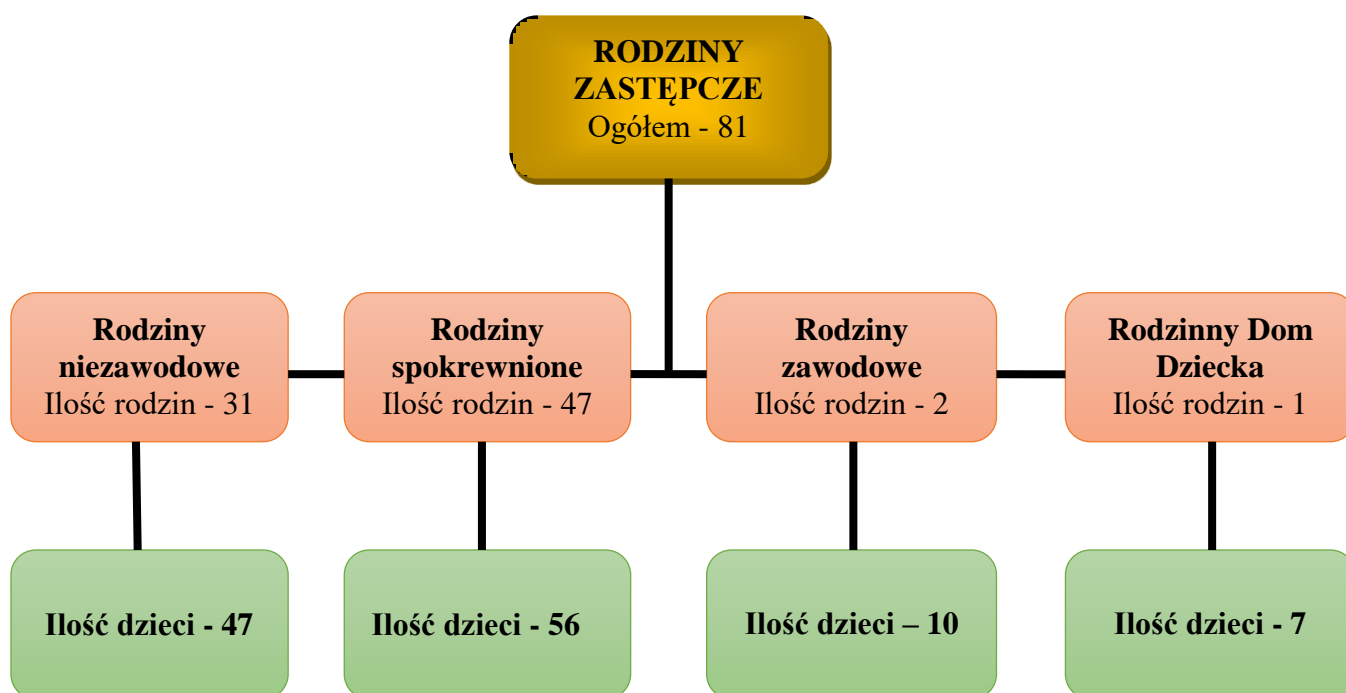 RODZINY
ZASTĘPCZE
Ogółem - 81
Rodziny
niezawodowe
Ilość rodzin - 31
Rodziny
spokrewnione
Ilość rodzin - 47
Rodziny
zawodowe
Ilość rodzin - 2
Rodzinny Dom
Dziecka
Ilość rodzin - 1
Ilość dzieci - 47
Ilość dzieci - 56
Ilość dzieci – 10
Ilość dzieci - 7